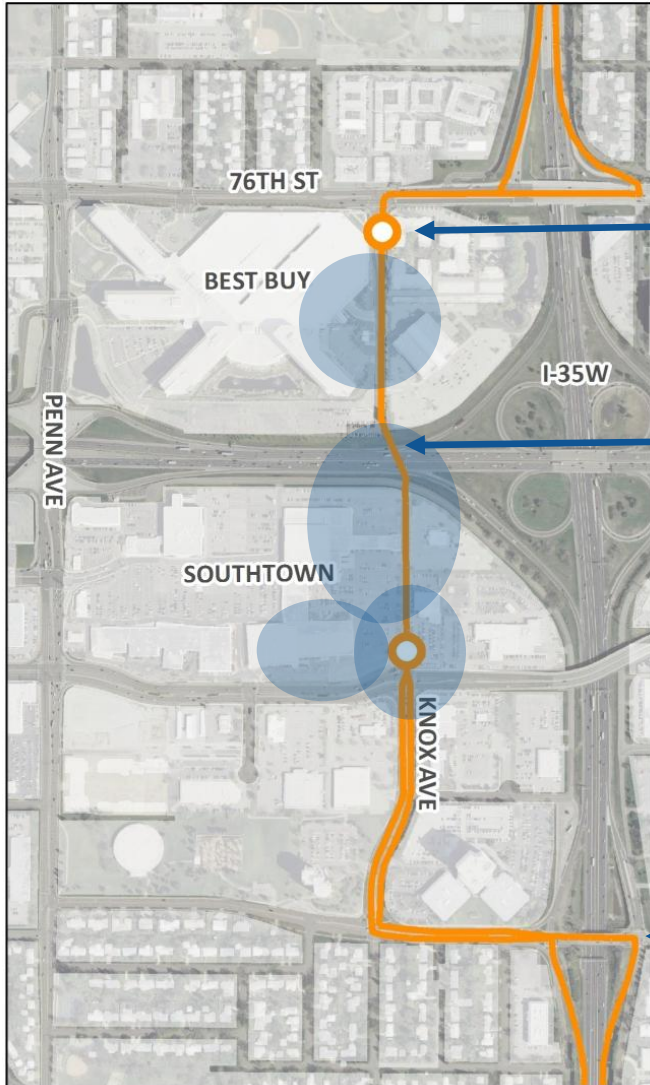 76TH ST
BEST BUY
I-35W
PENN AVE
SOUTHTOWN
KNOX AVE